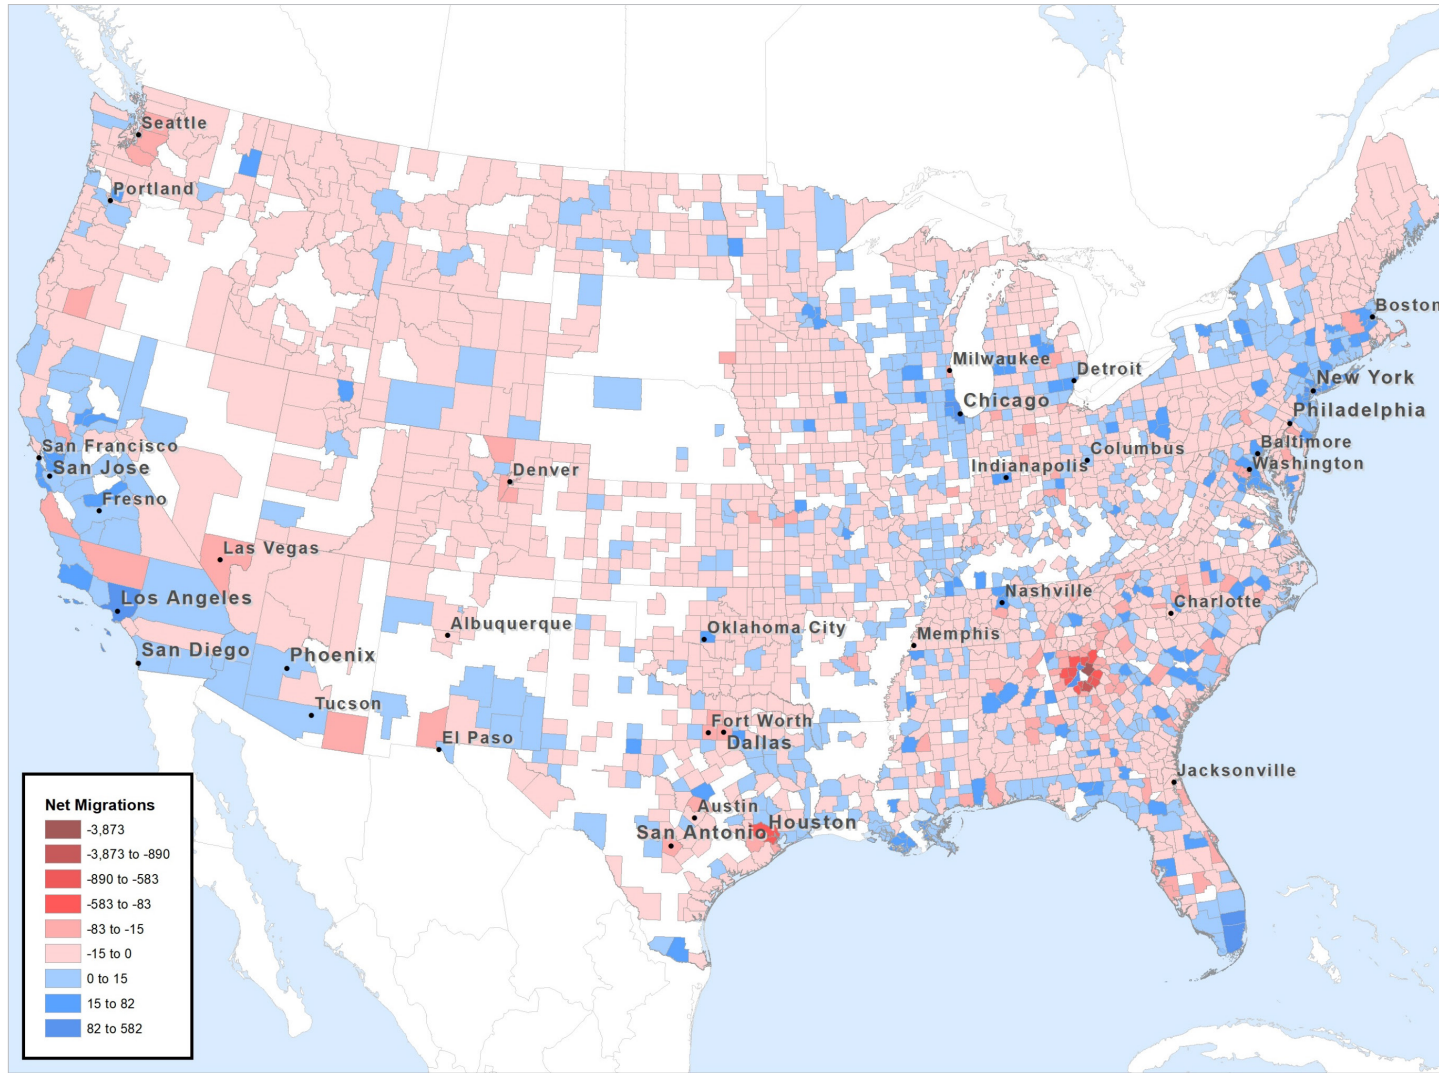 Seattle
Portland
Boston
Milwaukee
Detroit
New York
Chicago
Philadelphia
San Francisco
Columbus
Baltimore
San Jose
Denver
Indianapolis
Washington
Fresno
Las Vegas
Los Angeles
Nashville
Charlotte
Albuquerque
Oklahoma City
Memphis
San Diego
Phoenix
Tucson
Fort Worth
El Paso
Dallas
Jacksonville
Austin
San Antonio
Houston
Net Migrations
-3,873
-3,873 to -890
-890 to -583
-583 to -83
-83 to -15
-15 to 0
0 to 15
15 to 82
82 to 582